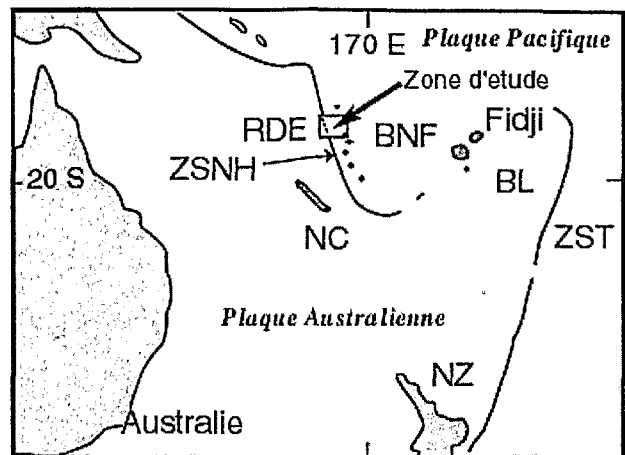 170 E Plaque Pacifique
Zone d'etude
RDE BNF Fidji
ZSNH
20 S BL
NC ZST
Plaque Australienne
NZ
Australie